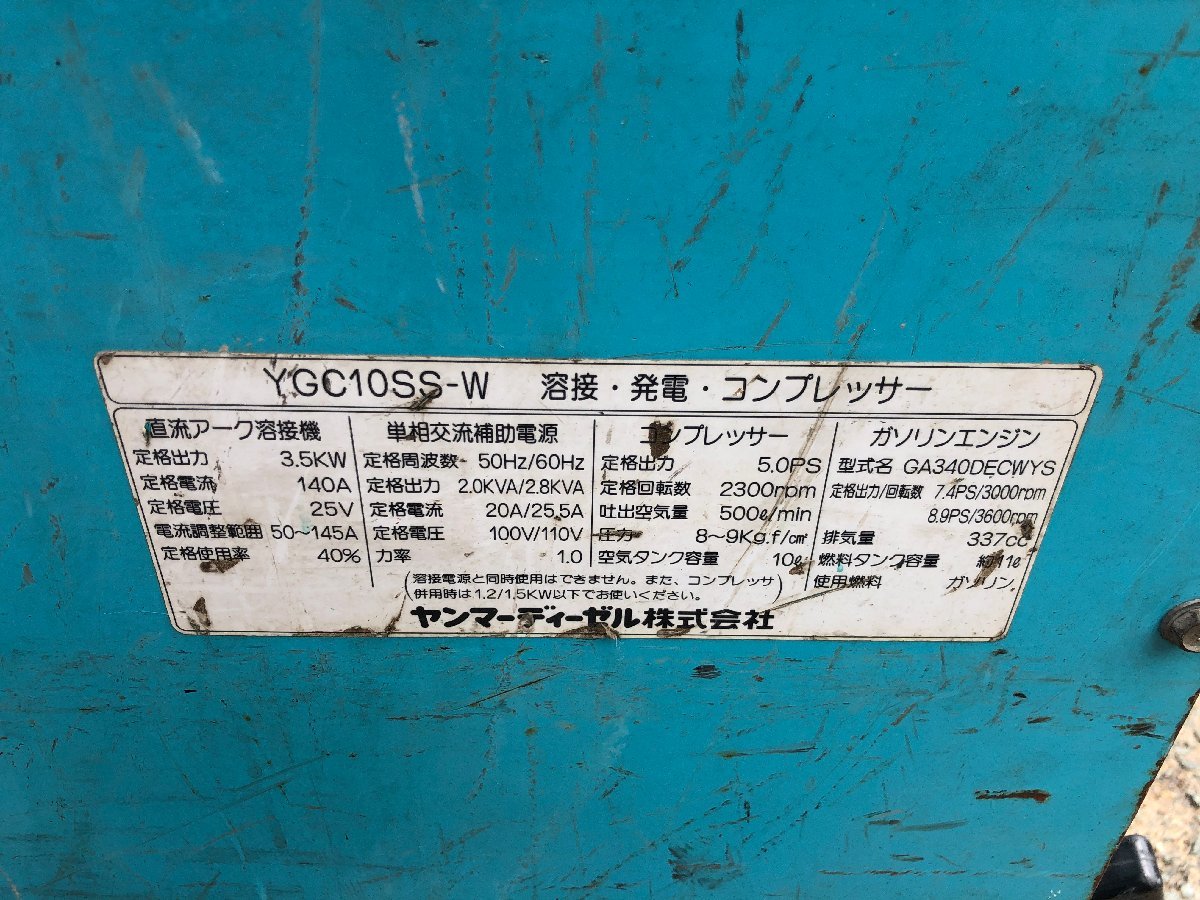 YGC10SS-W 溶接・発電・コンプレッサー
直流アーク溶接機
定格出力 3.5KW
定格電流 140A
定格電圧 25V
電流調整範囲 50~145A
定格使用率 40%
単相交流補助電源
定格周波数 50Hz/60Hz
定格出力 2.0KVA/2.8KVA
定格電流 20A/25.5A
定格電圧 100V/110V
力率 1.0
(溶接電源と同時使用はできません。また、コンプレッサ
併用時は1.2/1.5KW以下でお使いください。)
コンプレッサー
定格出力 5.0PS
定格回転数 2300rpm
吐出空気量 500ℓ/min
圧力 8~9Kg.f/c㎡
空気タンク容量 10ℓ
ガソリンエンジン
型式名 GA340DECWYS
定格出力/回転数 7.4PS/3000rpm
8.9PS/3600rpm
排気量 337cc
燃料タンク容量 約11ℓ
使用燃料 ガソリン
ヤンマーディーゼル株式会社